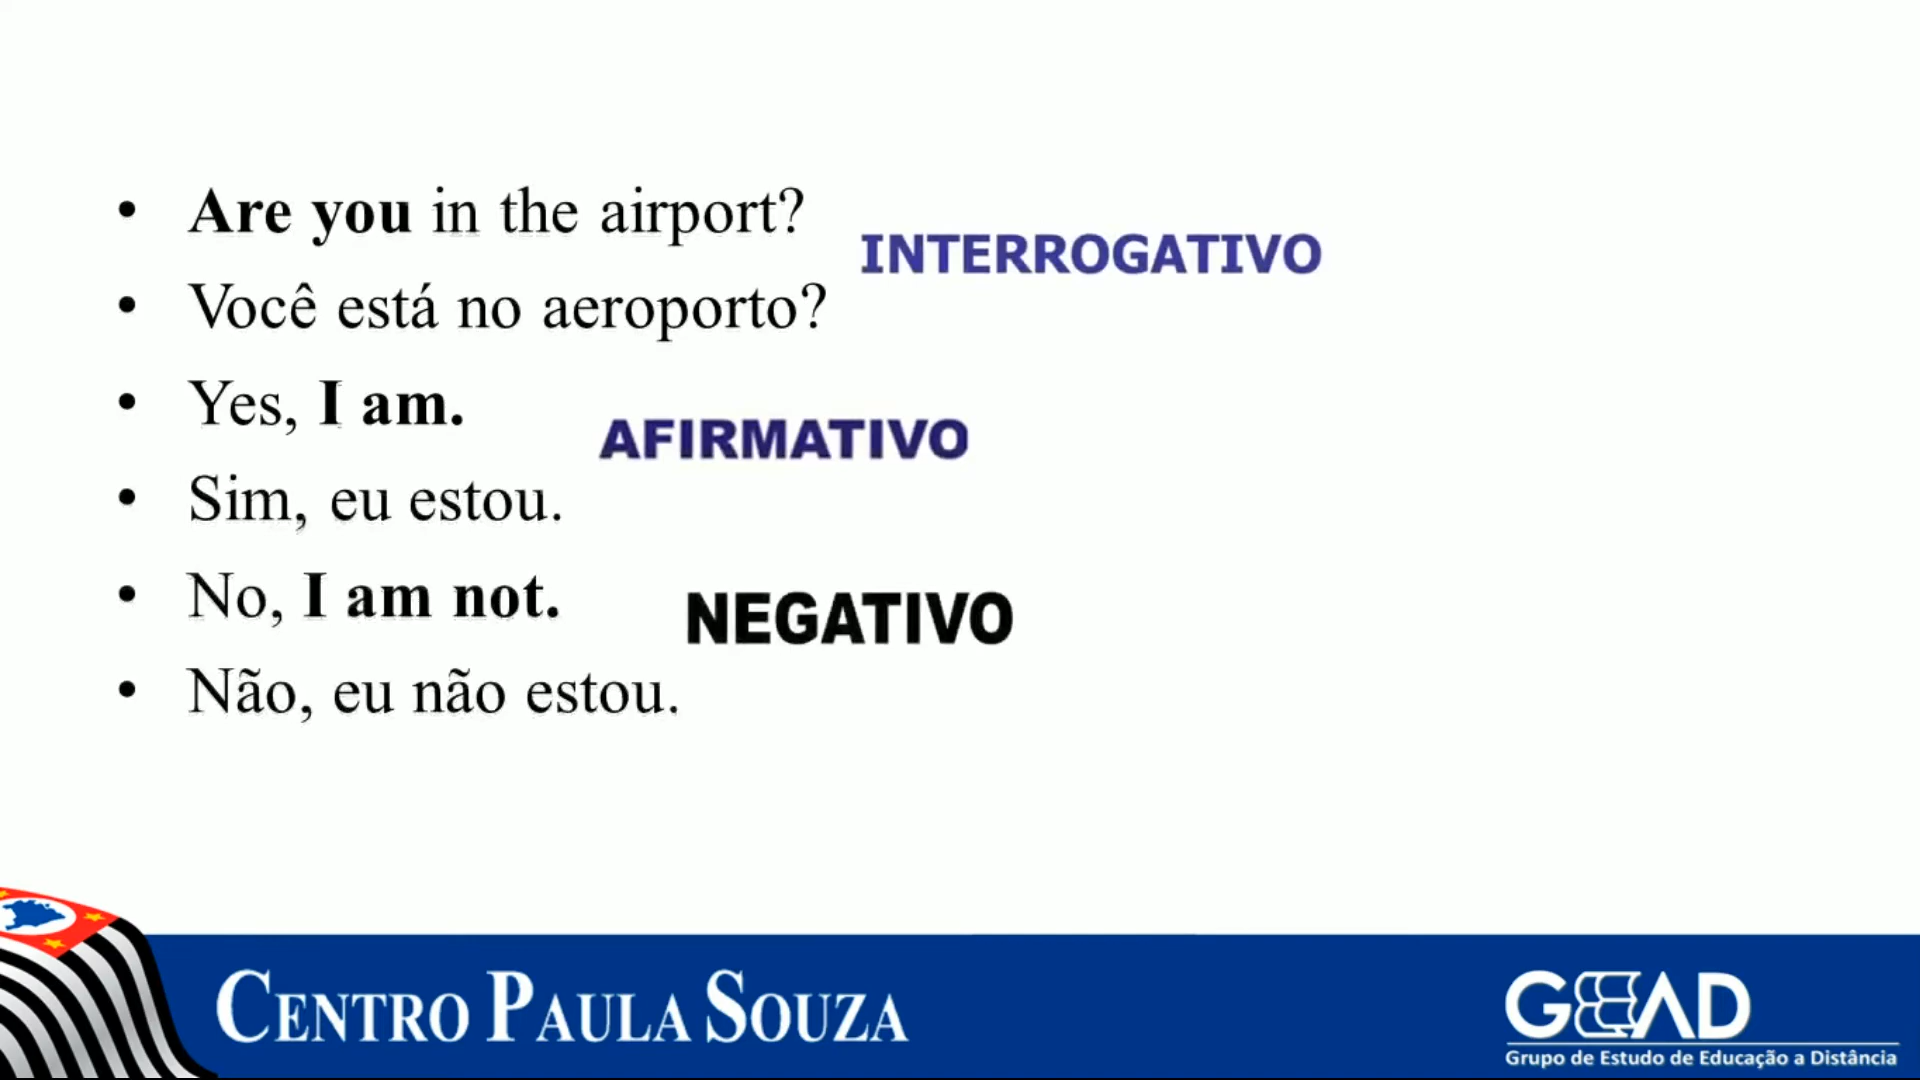 • Are you in the airport?
INTERROGATIVO
• Você está no aeroporto?
• Yes, I am.
AFIRMATIVO
• Sim, eu estou.
• No, I am not.
NEGATIVO
• Não, eu não estou.
CENTRO PAULA SOUZA
GEEAD
Grupo de Estudo de Educação a Distância